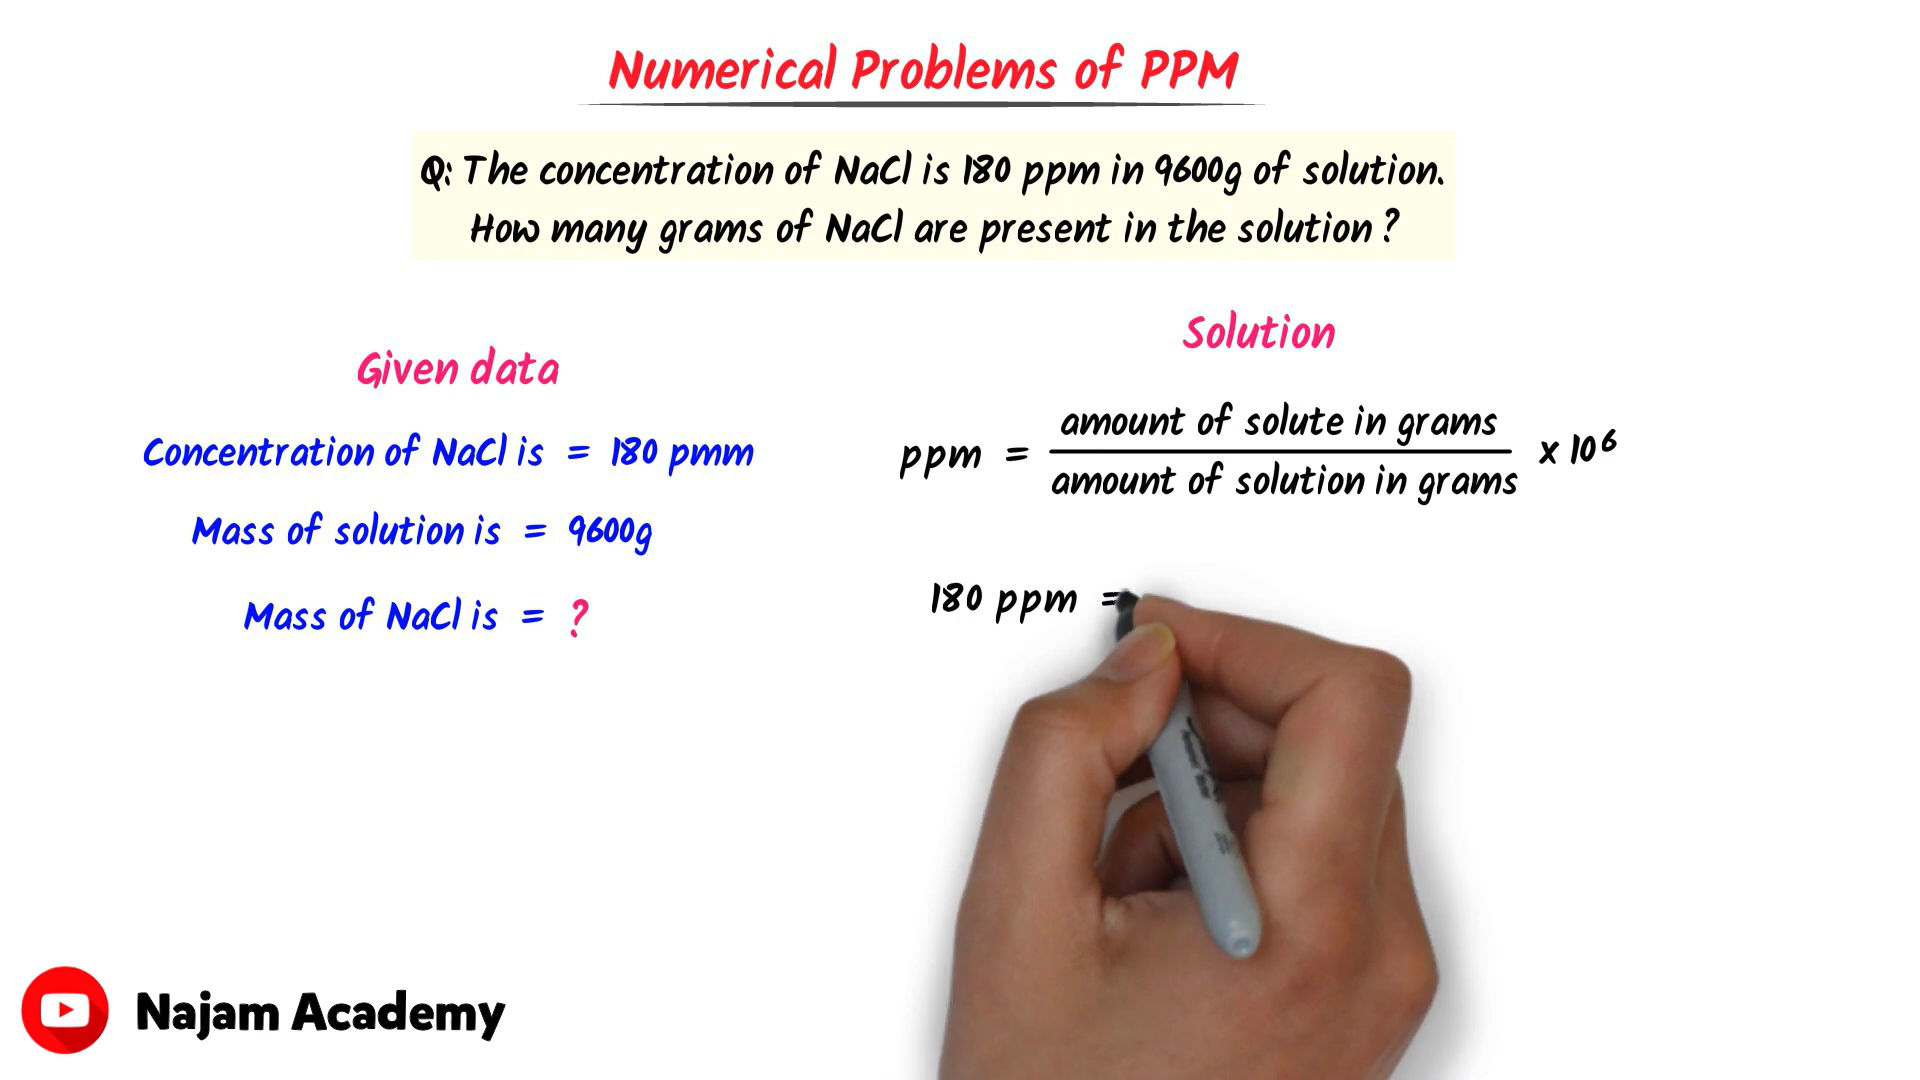 Numerical Problems of PPM
Q: The concentration of NaCl is 180 ppm in 9600g of solution.
How many grams of NaCl are present in the solution ?
Given data
Concentration of NaCl is = 180 pmm
Mass of solution is = 9600g
Mass of NaCl is = ?
Solution
ppm = amount of solute in grams / amount of solution in grams x 10⁶
180 ppm =
Najam Academy